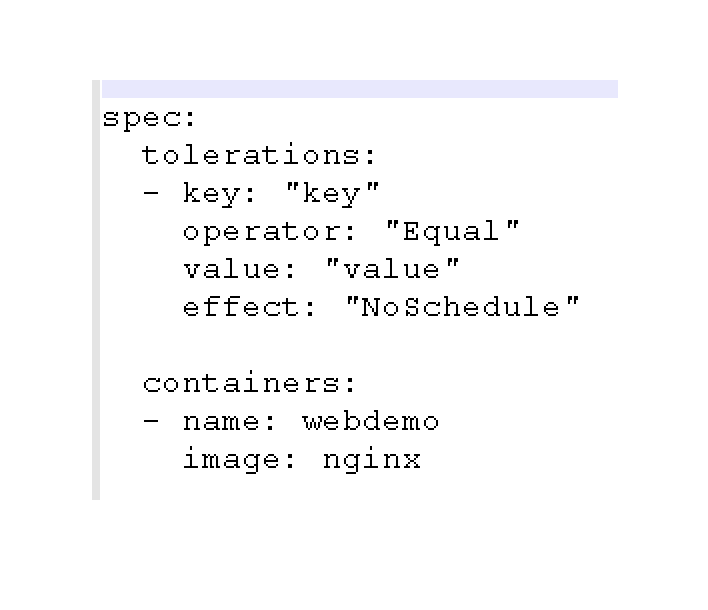 spec:
  tolerations:
  - key: "key"
    operator: "Equal"
    value: "value"
    effect: "NoSchedule"

  containers:
  - name: webdemo
    image: nginx